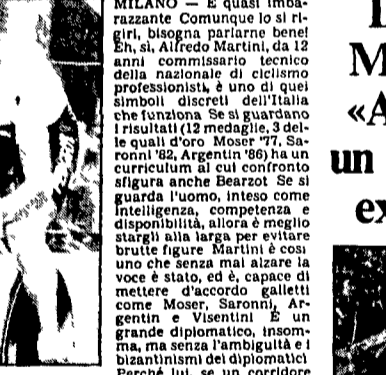 MILANO — È quasi imba-
razzante Comunque lo si ri-
giri, bisogna parlarne bene!
Eh, sì, Alfredo Martini, da 12
anni commissario tecnico
della nazionale di ciclismo
professionisti, è uno di quei
simboli discreti dell'Italia
che funziona Se si guardano
i risultati (12 medaglie, 3 del-
le quali d'oro Moser '77, Sa-
ronni '82, Argentin '86) ha un
curriculum al cui confronto
sfigura anche Bearzot Se si
guarda l'uomo, inteso come
intelligenza, competenza e
disponibilità, allora è meglio
stargli alla larga per evitare
brutte figure Martini è così
uno che senza mai alzare la
voce è stato, ed è, capace di
mettere d'accordo galletti
come Moser, Saronni, Ar-
gentin e Visentini È un
grande diplomatico, insom-
ma, ma senza l'ambiguità e i
bizantinismi dei diplomatici
Perché lui, se un corridore
M
«A
un
ex